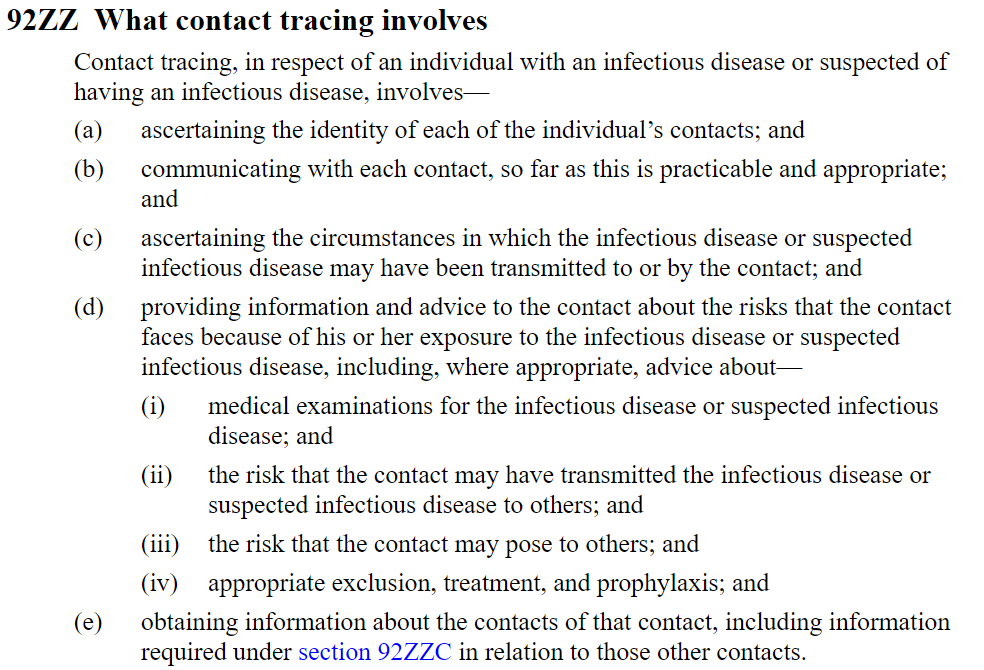 92ZZ What contact tracing involves
Contact tracing, in respect of an individual with an infectious disease or suspected of
having an infectious disease, involves—
(a) ascertaining the identity of each of the individual’s contacts; and
(b) communicating with each contact, so far as this is practicable and appropriate;
and
(c) ascertaining the circumstances in which the infectious disease or suspected
infectious disease may have been transmitted to or by the contact; and
(d) providing information and advice to the contact about the risks that the contact
faces because of his or her exposure to the infectious disease or suspected
infectious disease, including, where appropriate, advice about—
(i) medical examinations for the infectious disease or suspected infectious
disease; and
(ii) the risk that the contact may have transmitted the infectious disease or
suspected infectious disease to others; and
(iii) the risk that the contact may pose to others; and
(iv) appropriate exclusion, treatment, and prophylaxis; and
(e) obtaining information about the contacts of that contact, including information
required under section 92ZZC in relation to those other contacts.